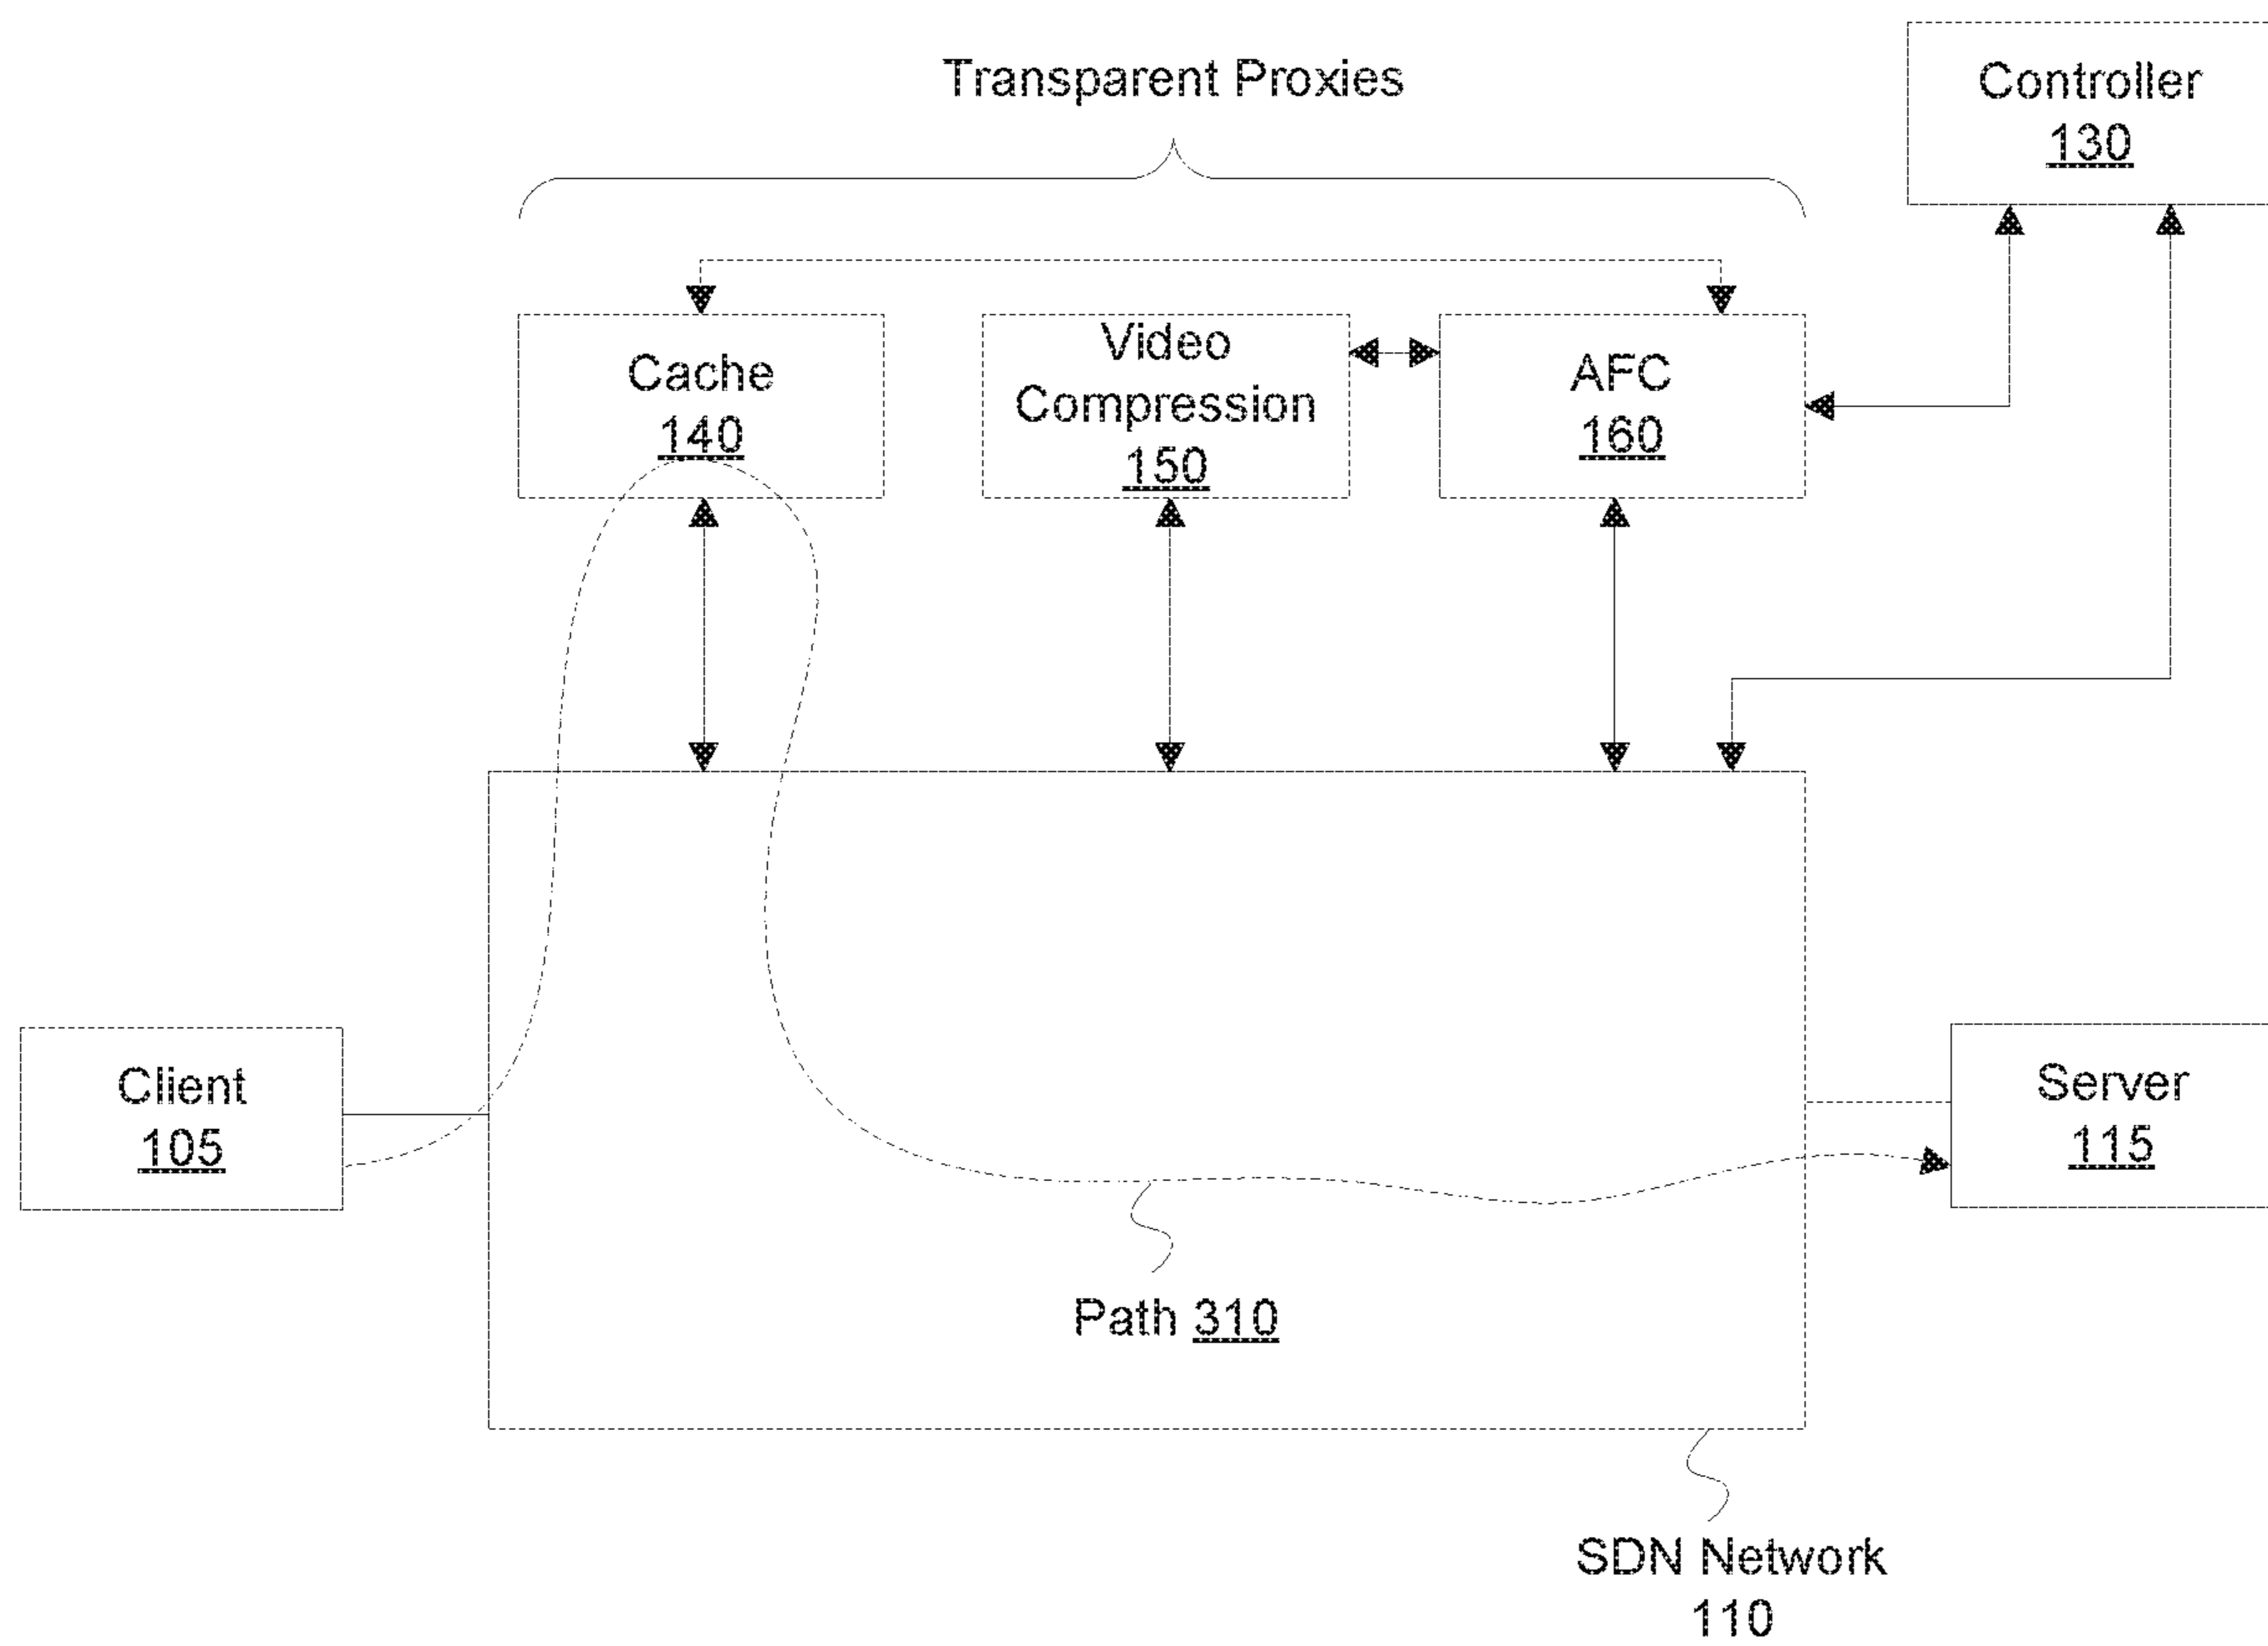 Transparent Proxies
Controller
130
Cache
140
Video
Compression
150
AFC
160
Client
105
Server
115
Path 310
SDN Network
110